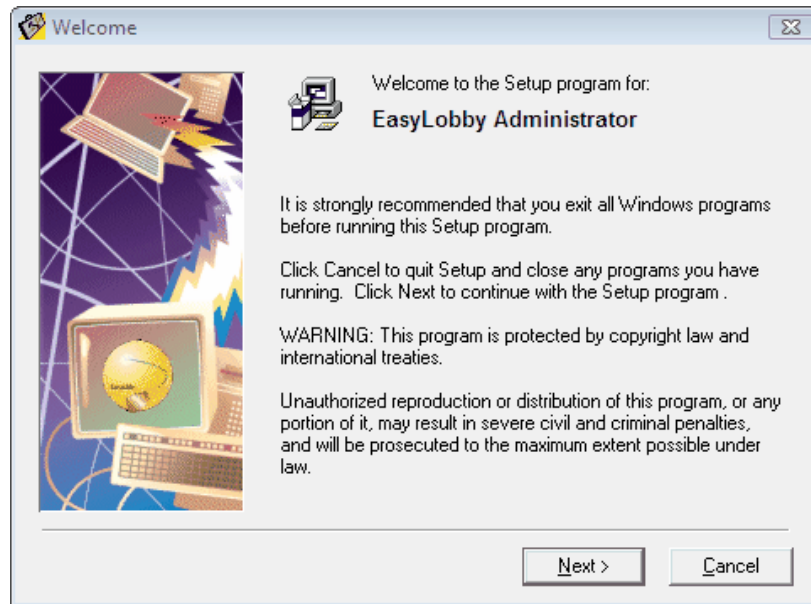 Welcome
Welcome to the Setup program for:
EasyLobby Administrator
It is strongly recommended that you exit all Windows programs
before running this Setup program.
Click Cancel to quit Setup and close any programs you have
running.  Click Next to continue with the Setup program .
WARNING: This program is protected by copyright law and
international treaties.
Unauthorized reproduction or distribution of this program, or any
portion of it, may result in severe civil and criminal penalties,
and will be prosecuted to the maximum extent possible under
law.
Next >
Cancel